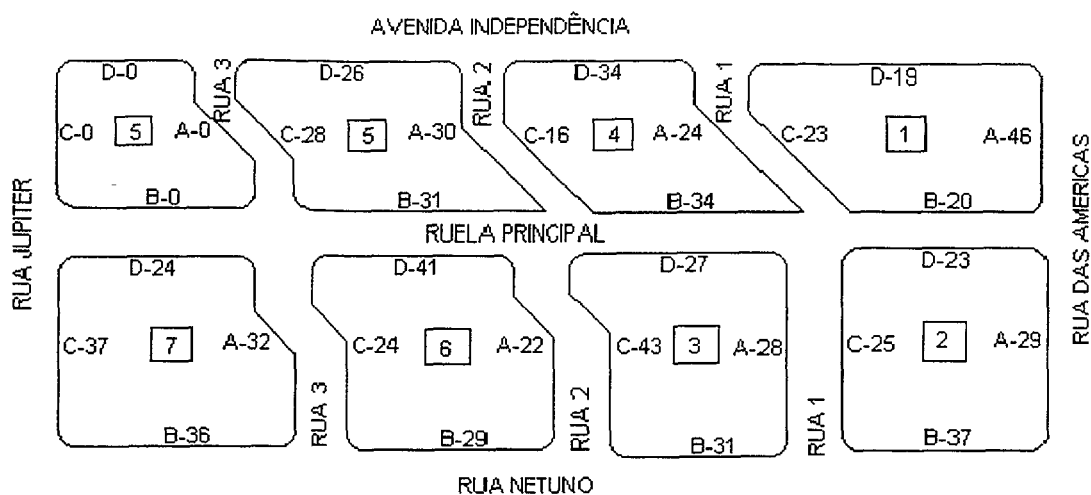 AVENIDA INDEPENDÊNCIA
D-0
RUA 3
D-26
RUA 2
D-34
RUA 1
D-19
C-0
5
A-0
C-28
5
A-30
C-16
4
A-24
C-23
1
A-46
B-0
B-31
B-34
B-20
RUA JUPITER
RUELA PRINCIPAL
RUA DAS AMERICAS
D-24
D-41
D-27
D-23
C-37
7
A-32
C-24
6
A-22
C-43
3
A-28
C-25
2
A-29
RUA 3
RUA 2
RUA 1
B-36
B-29
B-31
B-37
RUA NETUNO